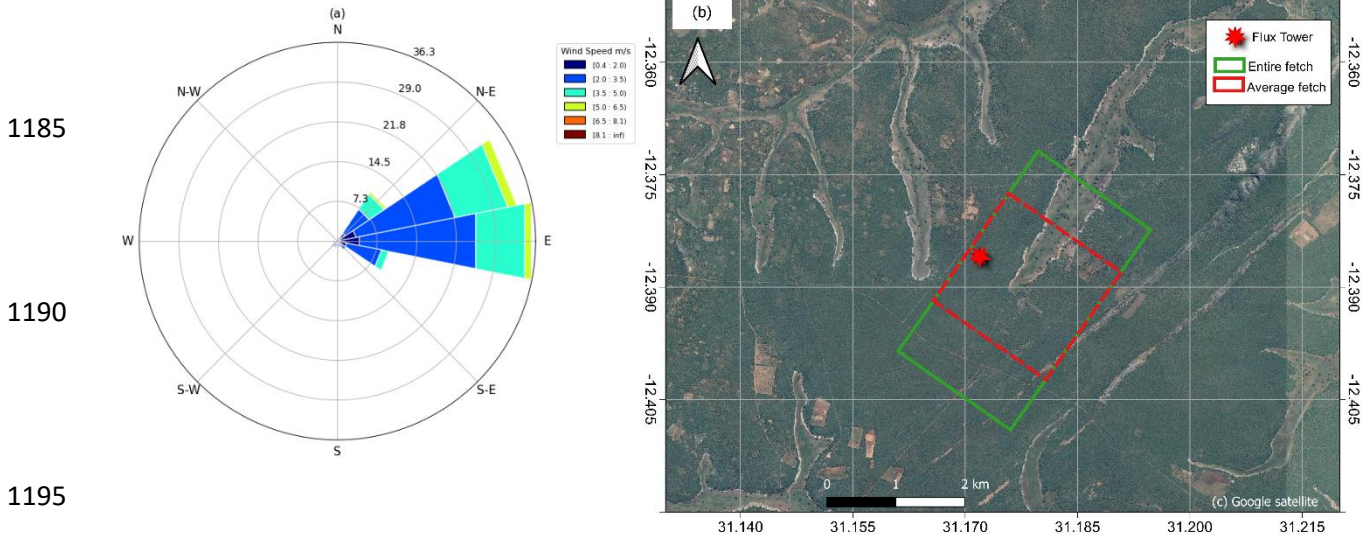 (a)
N
36.3
29.0
21.8
14.5
7.3
N-W
N-E
W
E
S-W
S-E
S
Wind Speed m/s
[0.4 : 2.0)
[2.0 : 3.5)
[3.5 : 5.0)
[5.0 : 6.5)
[6.5 : 8.1)
[8.1 : inf)
1185
1190
1195
(b)
Flux Tower
Entire fetch
Average fetch
-12.360
-12.375
-12.390
-12.405
-12.360
-12.375
-12.390
-12.405
0 1 2 km
(c) Google satellite
31.140 31.155 31.170 31.185 31.200 31.215